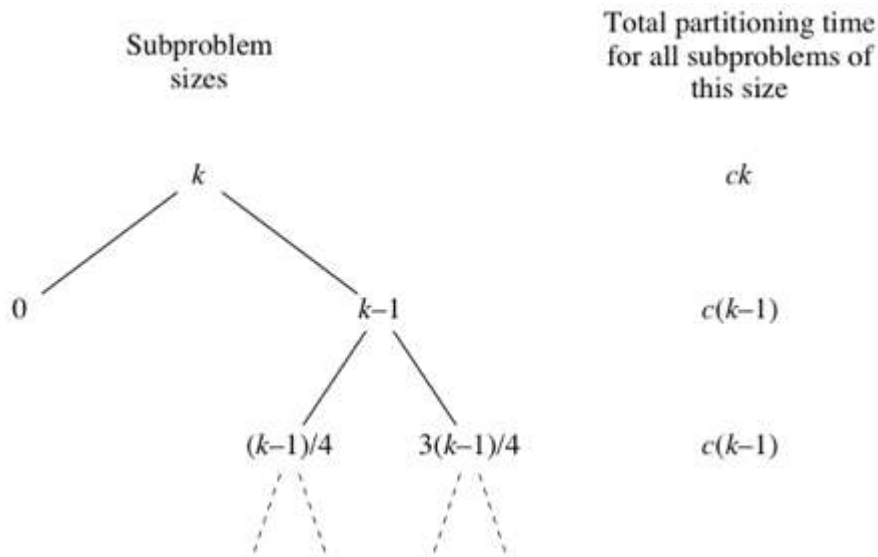 Subproblem
sizes
Total partitioning time
for all subproblems of
this size
k
ck
0
k–1
c(k–1)
(k–1)/4
3(k–1)/4
c(k–1)